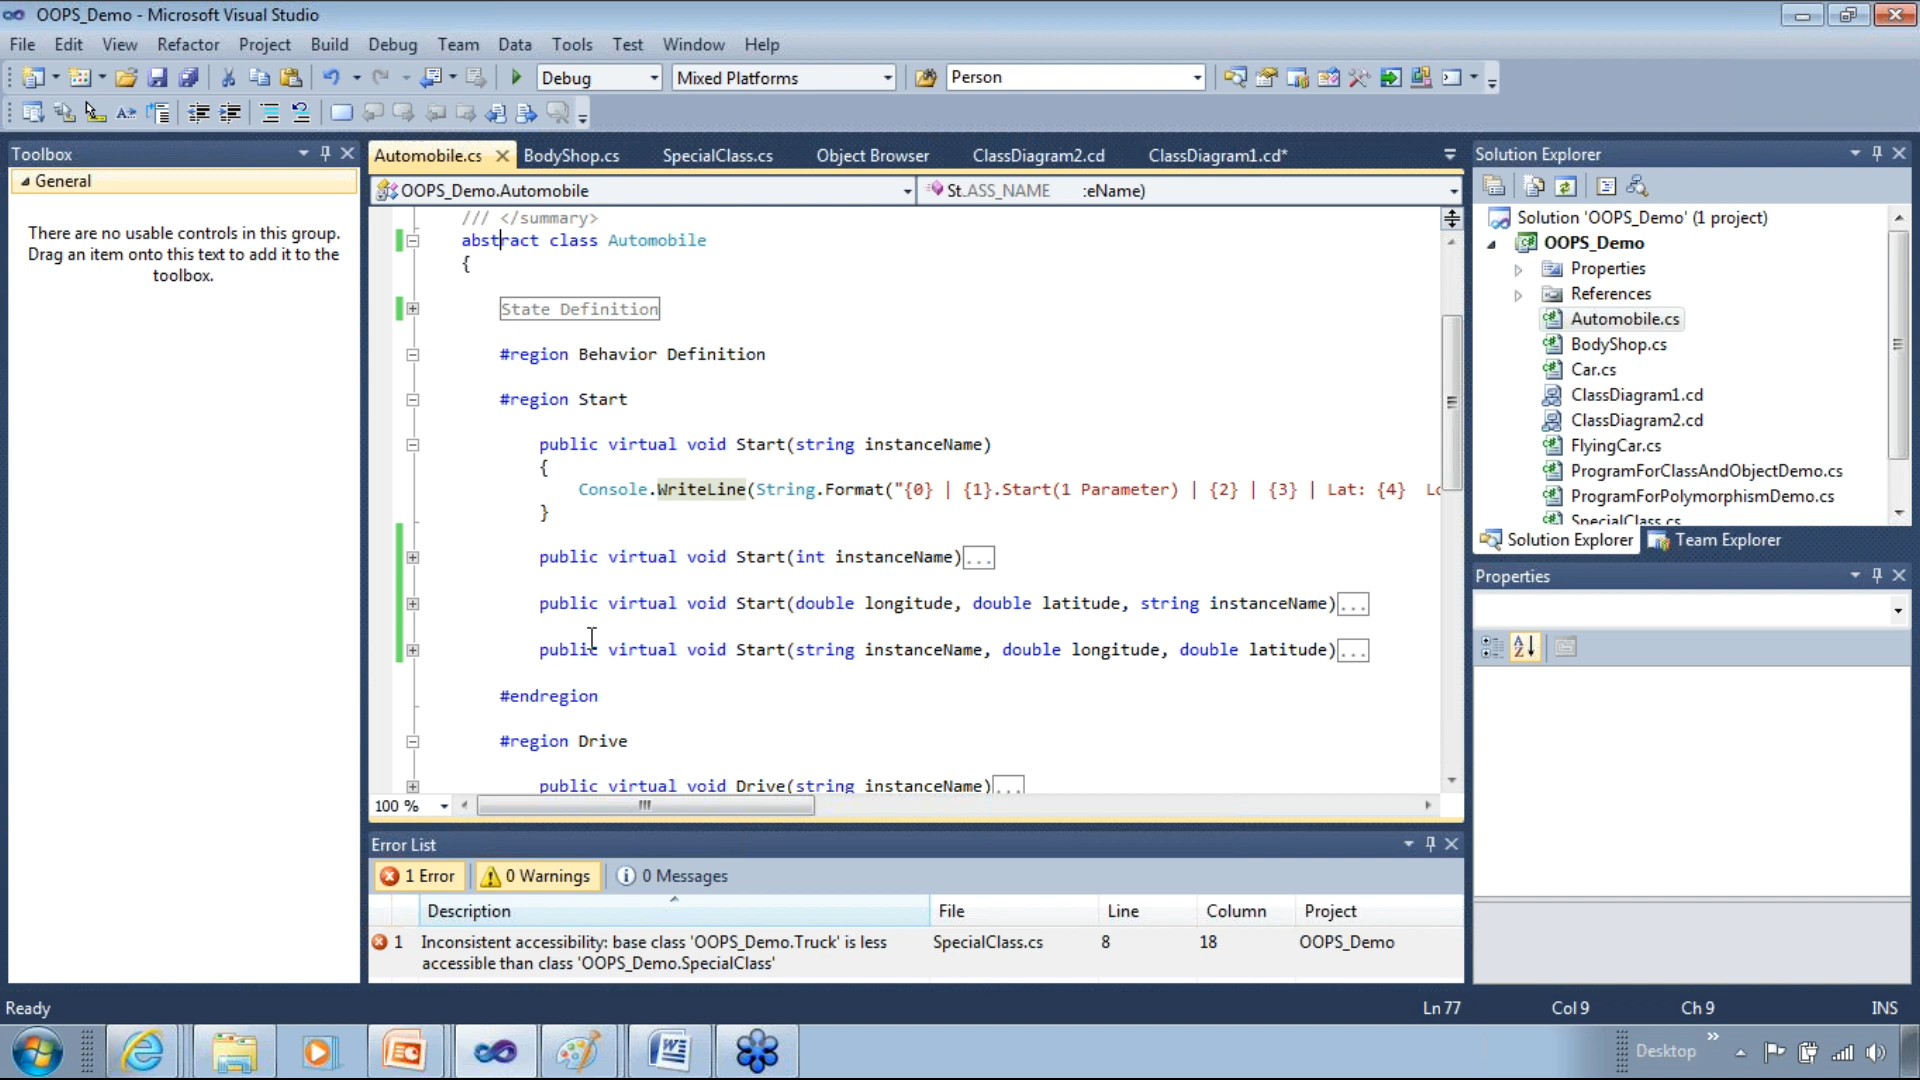 OOPS_Demo - Microsoft Visual Studio
File Edit View Refactor Project Build Debug Team Data Tools Test Window Help
Debug Mixed Platforms Person
Toolbox
General
There are no usable controls in this group. Drag an item onto this text to add it to the toolbox.
Automobile.cs BodyShop.cs SpecialClass.cs Object Browser ClassDiagram2.cd ClassDiagram1.cd*
OOPS_Demo.Automobile St.ASS_NAME :eName)
/// </summary>
abstract class Automobile
{
State Definition
#region Behavior Definition
#region Start
public virtual void Start(string instanceName)
{
Console.WriteLine(String.Format("{0} | {1}.Start(1 Parameter) | {2} | {3} | Lat: {4}
}
public virtual void Start(int instanceName)...
public virtual void Start(double longitude, double latitude, string instanceName)...
public virtual void Start(string instanceName, double longitude, double latitude)...
#endregion
#region Drive
public virtual void Drive(string instanceName)...
100 %
Error List
1 Error 0 Warnings 0 Messages
Description File Line Column Project
1 Inconsistent accessibility: base class 'OOPS_Demo.Truck' is less accessible than class 'OOPS_Demo.SpecialClass' SpecialClass.cs 8 18 OOPS_Demo
Solution Explorer
Solution 'OOPS_Demo' (1 project)
OOPS_Demo
Properties
References
Automobile.cs
BodyShop.cs
Car.cs
ClassDiagram1.cd
ClassDiagram2.cd
FlyingCar.cs
ProgramForClassAndObjectDemo.cs
ProgramForPolymorphismDemo.cs
SpecialClass.cs
Solution Explorer Team Explorer
Properties
Ready Ln 77 Col 9 Ch 9 INS
Desktop